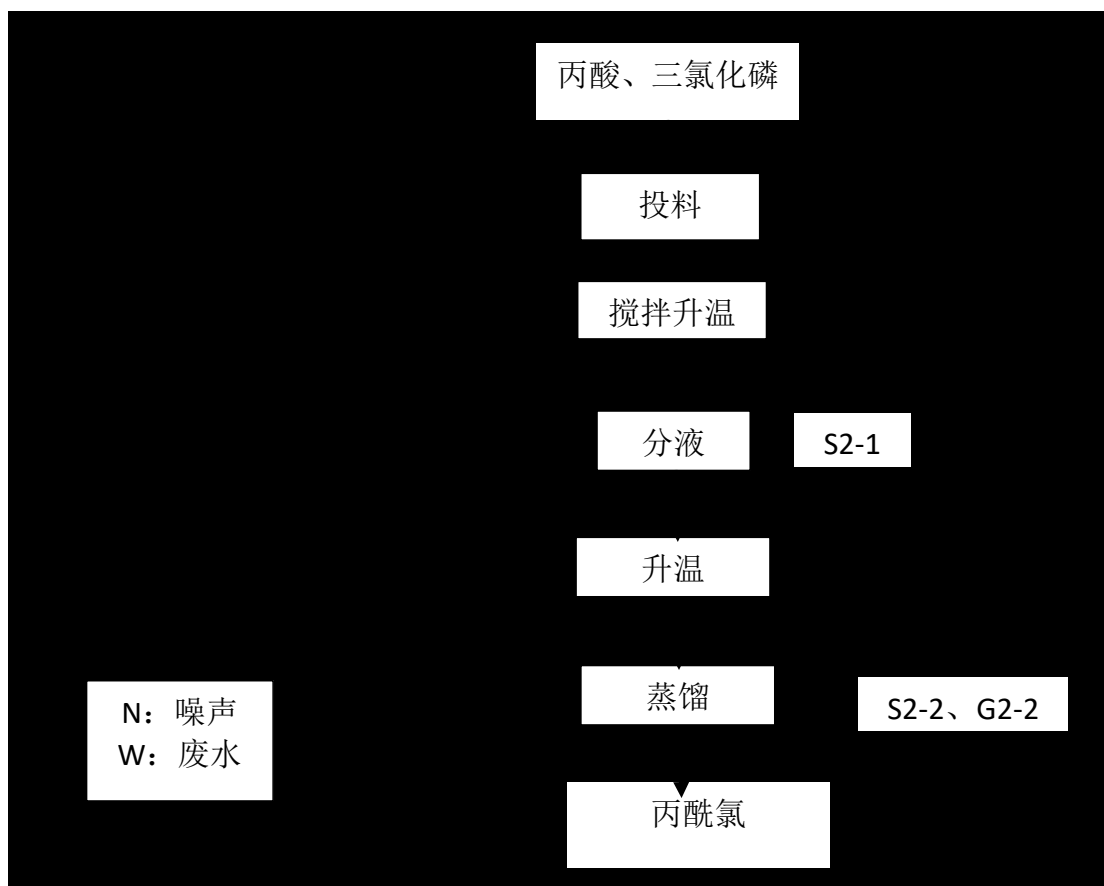 丙酸、三氯化磷
投料
搅拌升温
分液
S2-1
升温
蒸馏
S2-2、G2-2
N：噪声
W：废水
丙酰氯